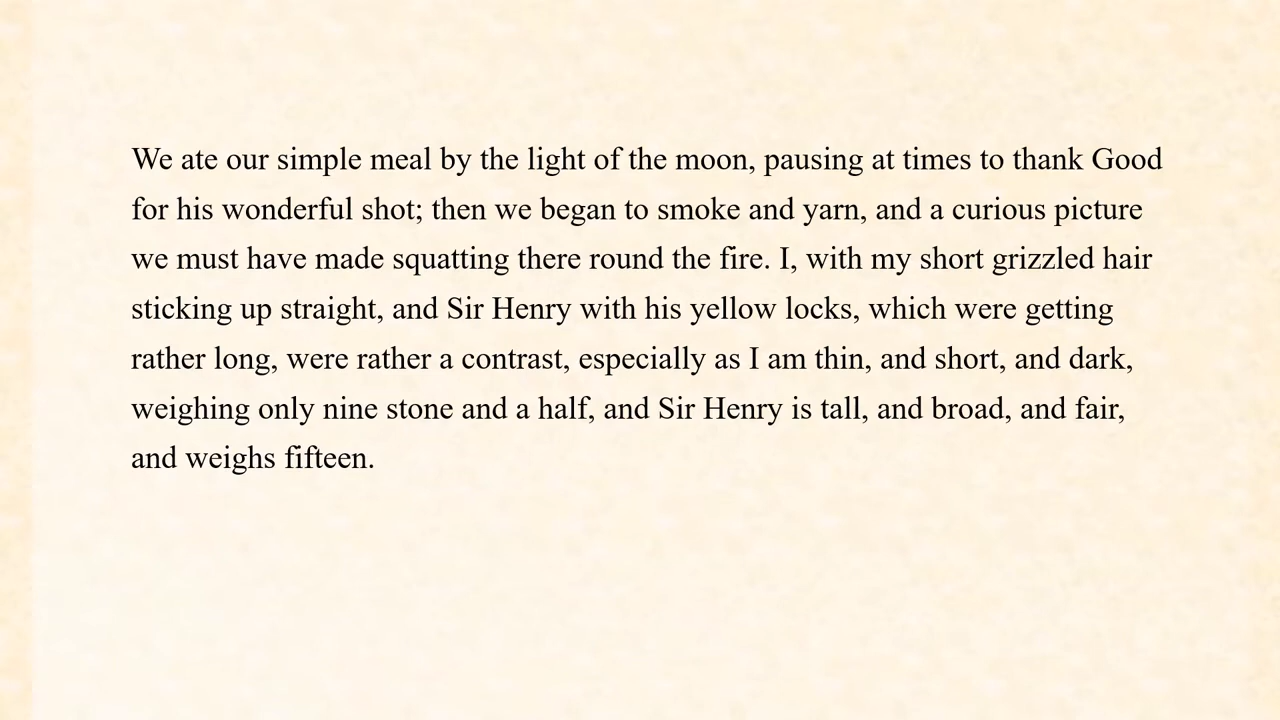 We ate our simple meal by the light of the moon, pausing at times to thank Good
for his wonderful shot; then we began to smoke and yarn, and a curious picture
we must have made squatting there round the fire. I, with my short grizzled hair
sticking up straight, and Sir Henry with his yellow locks, which were getting
rather long, were rather a contrast, especially as I am thin, and short, and dark,
weighing only nine stone and a half, and Sir Henry is tall, and broad, and fair,
and weighs fifteen.